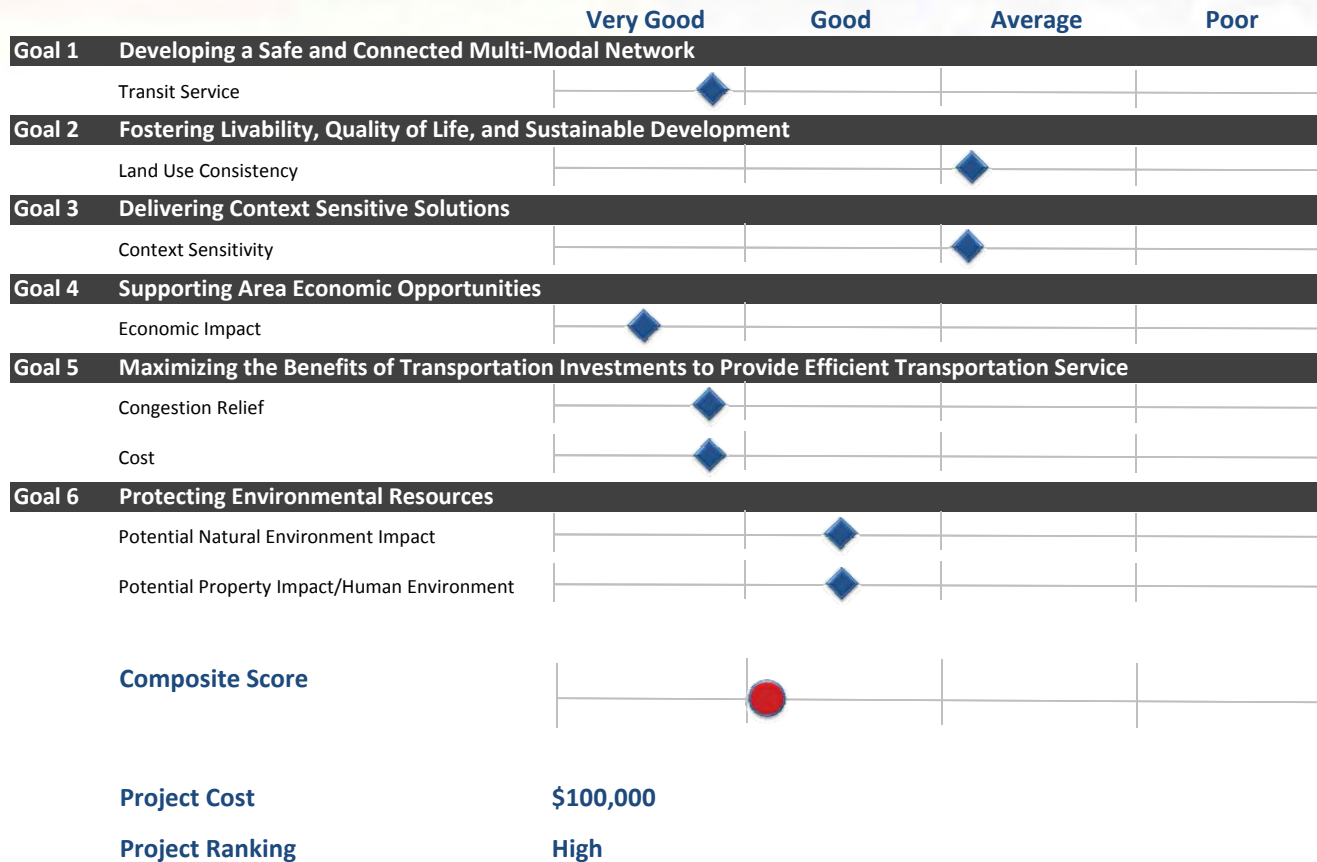 Very Good Good Average Poor
Goal 1 Developing a Safe and Connected Multi-Modal Network
Transit Service
Goal 2 Fostering Livability, Quality of Life, and Sustainable Development
Land Use Consistency
Goal 3 Delivering Context Sensitive Solutions
Context Sensitivity
Goal 4 Supporting Area Economic Opportunities
Economic Impact
Goal 5 Maximizing the Benefits of Transportation Investments to Provide Efficient Transportation Service
Congestion Relief
Cost
Goal 6 Protecting Environmental Resources
Potential Natural Environment Impact
Potential Property Impact/Human Environment
Composite Score
Project Cost $100,000
Project Ranking High